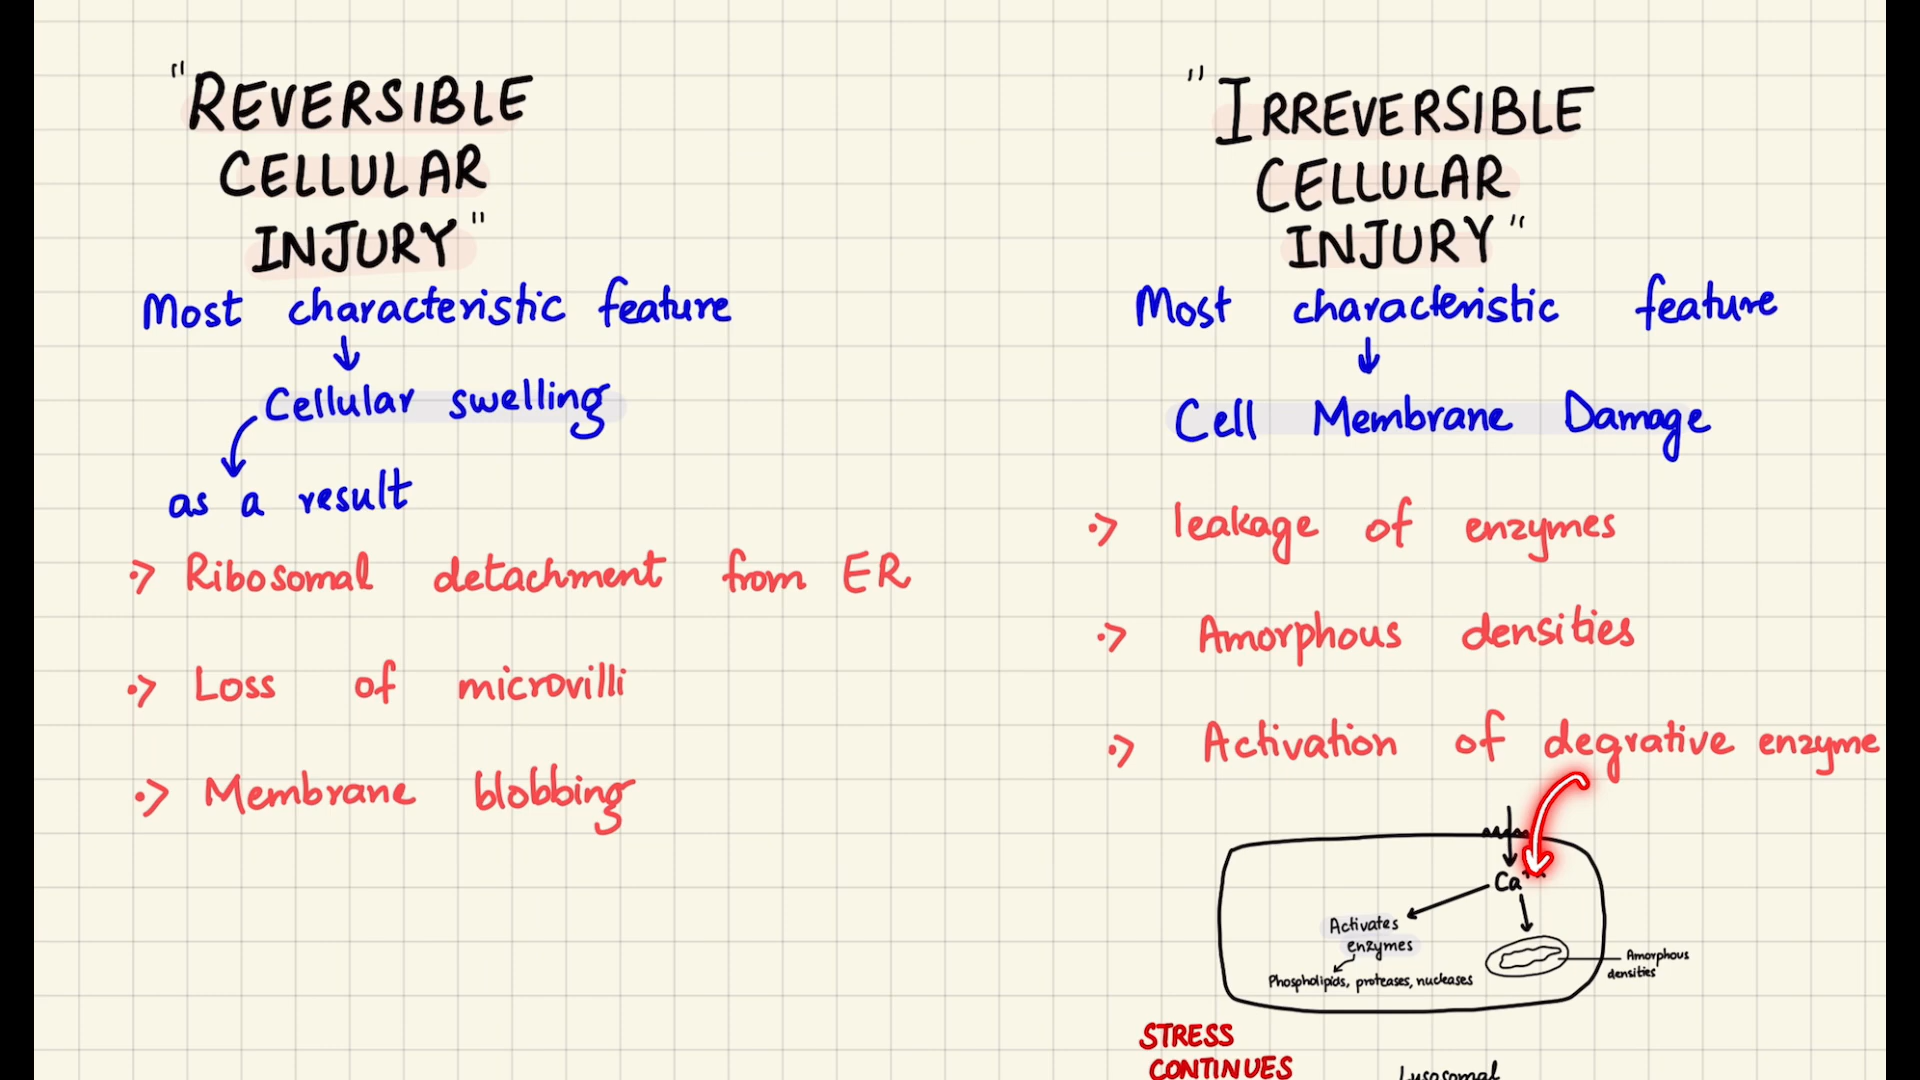 "REVERSIBLE
CELLULAR
INJURY"
Most characteristic feature
Cellular swelling
as a result
Ribosomal detachment from ER
Loss of microvilli
Membrane blobbing
"IRREVERSIBLE
CELLULAR
INJURY"
Most characteristic feature
Cell Membrane Damage
leakage of enzymes
Amorphous densities
Activation of degrative enzyme
Ca
Activates
enzymes
Phospholipids, proteases, nucleases
Amorphous
densities
STRESS
CONTINUES
Lysosomal